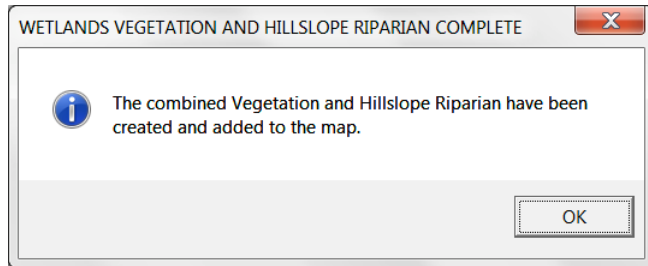 WETLANDS VEGETATION AND HILLSLOPE RIPARIAN COMPLETE
The combined Vegetation and Hillslope Riparian have been
created and added to the map.
OK